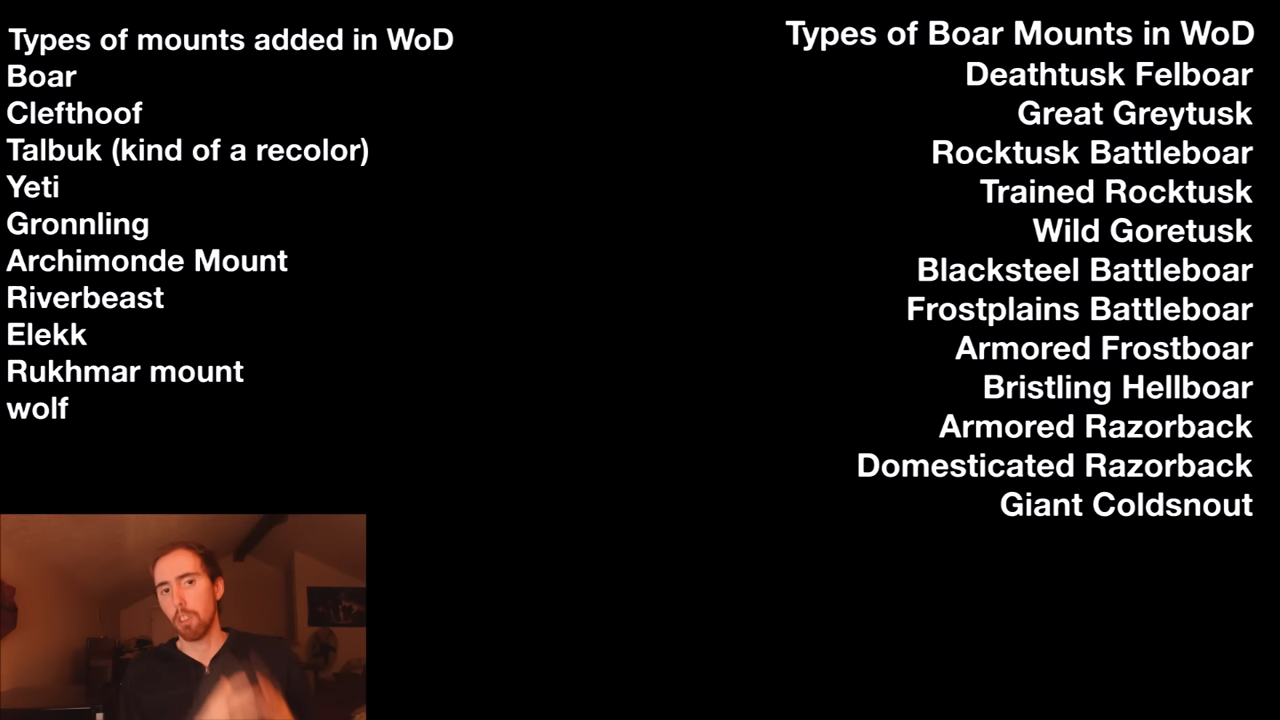 Types of mounts added in WoD
Boar
Clefthoof
Talbuk (kind of a recolor)
Yeti
Gronnling
Archimonde Mount
Riverbeast
Elekk
Rukhmar mount
wolf
Types of Boar Mounts in WoD
Deathtusk Felboar
Great Greytusk
Rocktusk Battleboar
Trained Rocktusk
Wild Goretusk
Blacksteel Battleboar
Frostplains Battleboar
Armored Frostboar
Bristling Hellboar
Armored Razorback
Domesticated Razorback
Giant Coldsnout